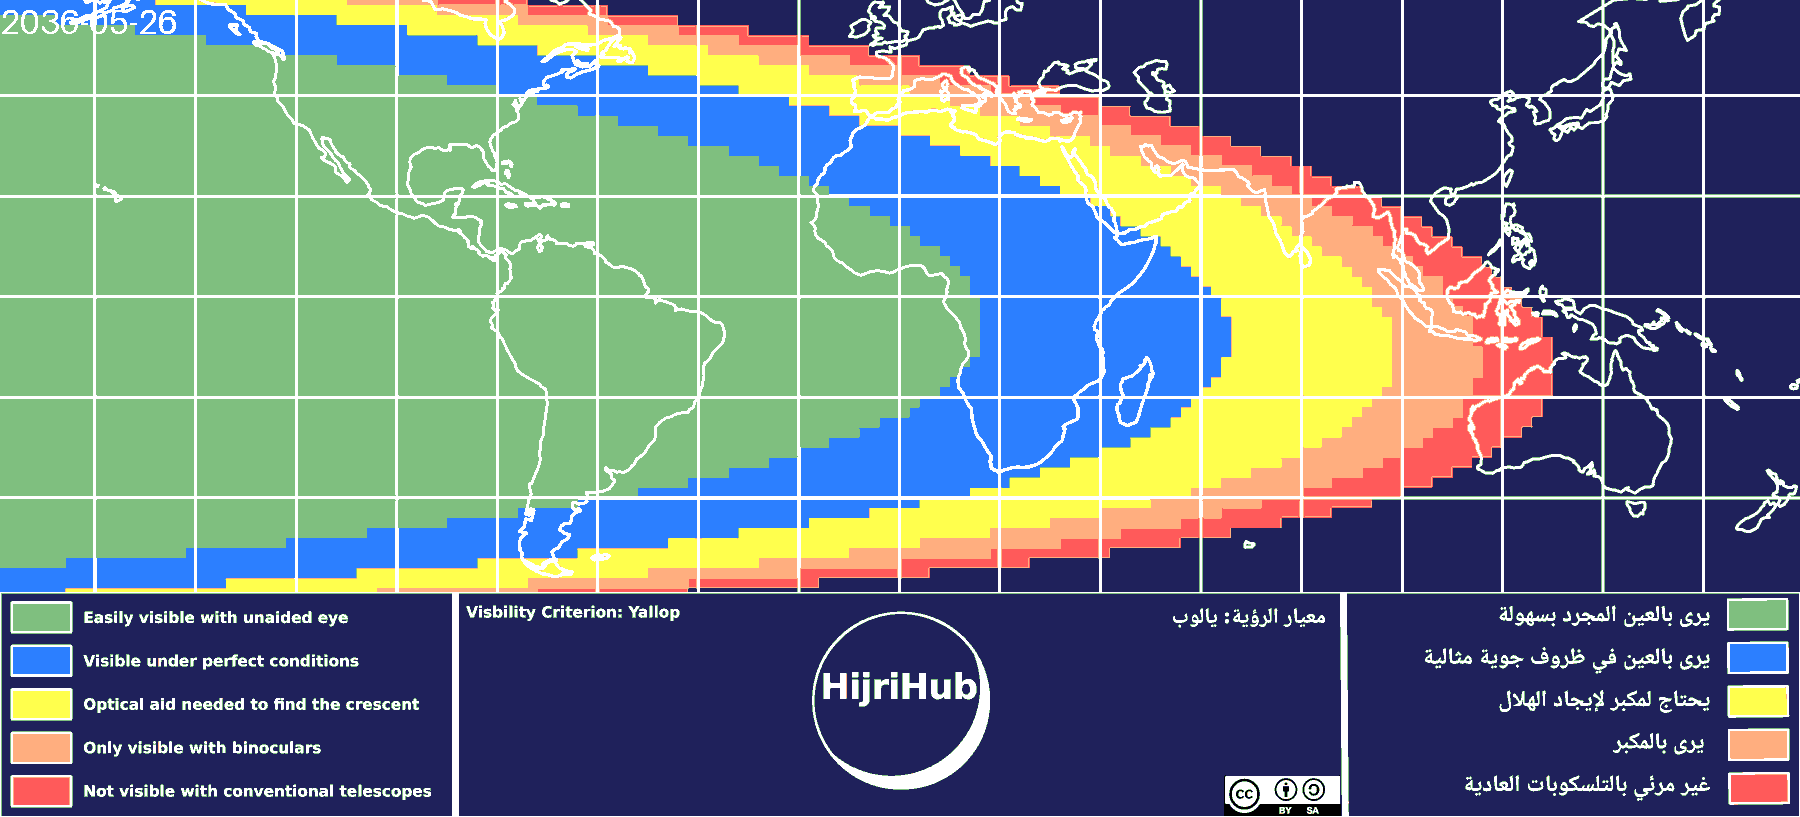 2036-05-26
Easily visible with unaided eye
Visible under perfect conditions
Optical aid needed to find the crescent
Only visible with binoculars
Not visible with conventional telescopes
Visbility Criterion: Yallop
معيار الرؤية: يالوب
HijriHub
cc
BY SA
يرى بالعين المجرد بسهولة
يرى بالعين في ظروف جوية مثالية
يحتاج لمكبر لإيجاد الهلال
يرى بالمكبر
غير مرئي بالتلسكوبات العادية